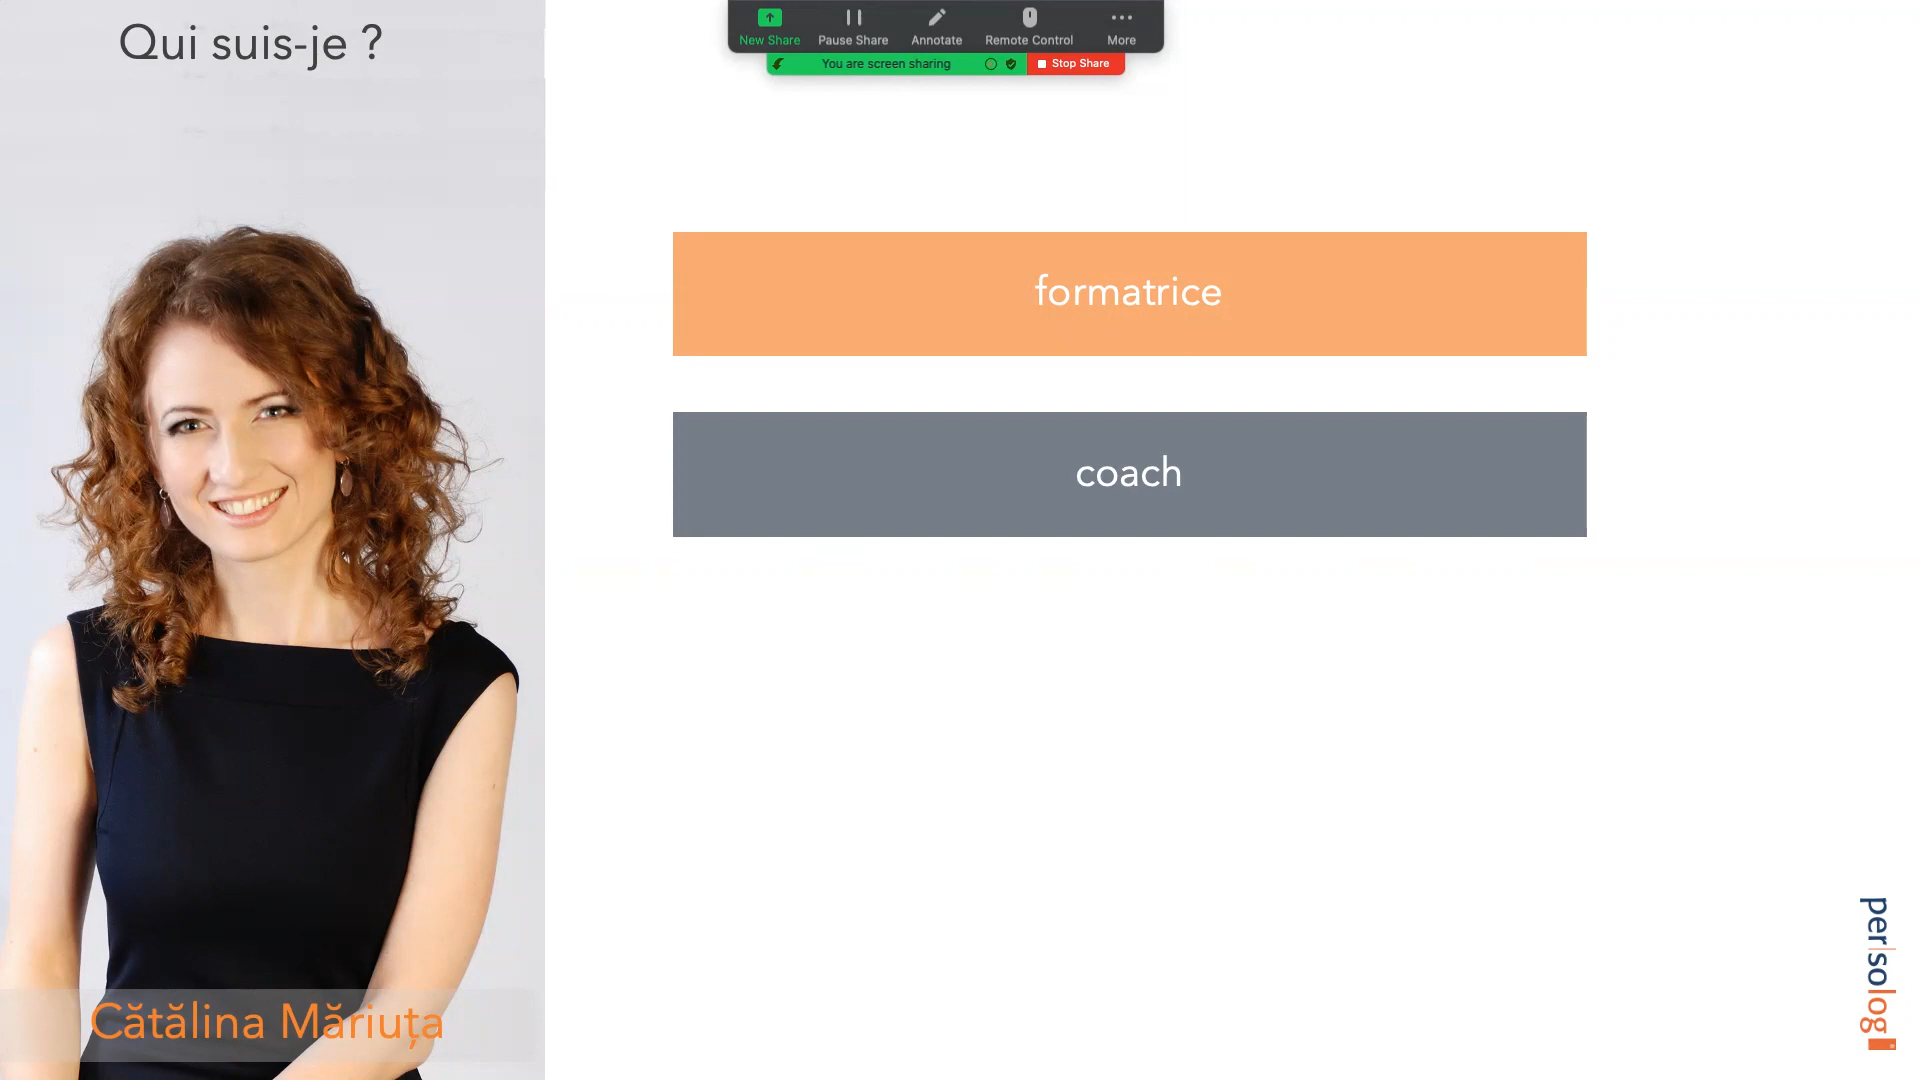 Qui suis-je ?
New Share
Pause Share
Annotate
Remote Control
More
You are screen sharing
Stop Share
formatrice
coach
Cătălina Măriuța
persolog